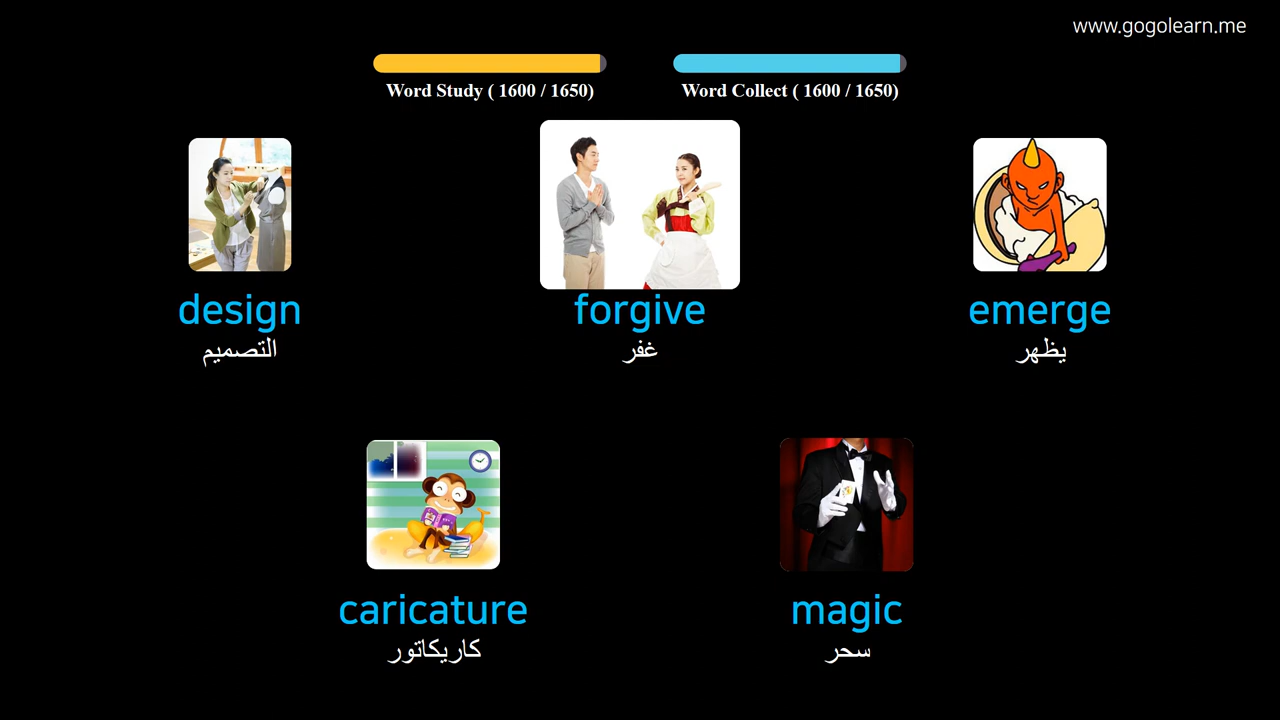 www.gogolearn.me
Word Study ( 1600 / 1650)
Word Collect ( 1600 / 1650)
design
التصميم
forgive
غفر
emerge
يظهر
caricature
كاريكاتور
magic
سحر